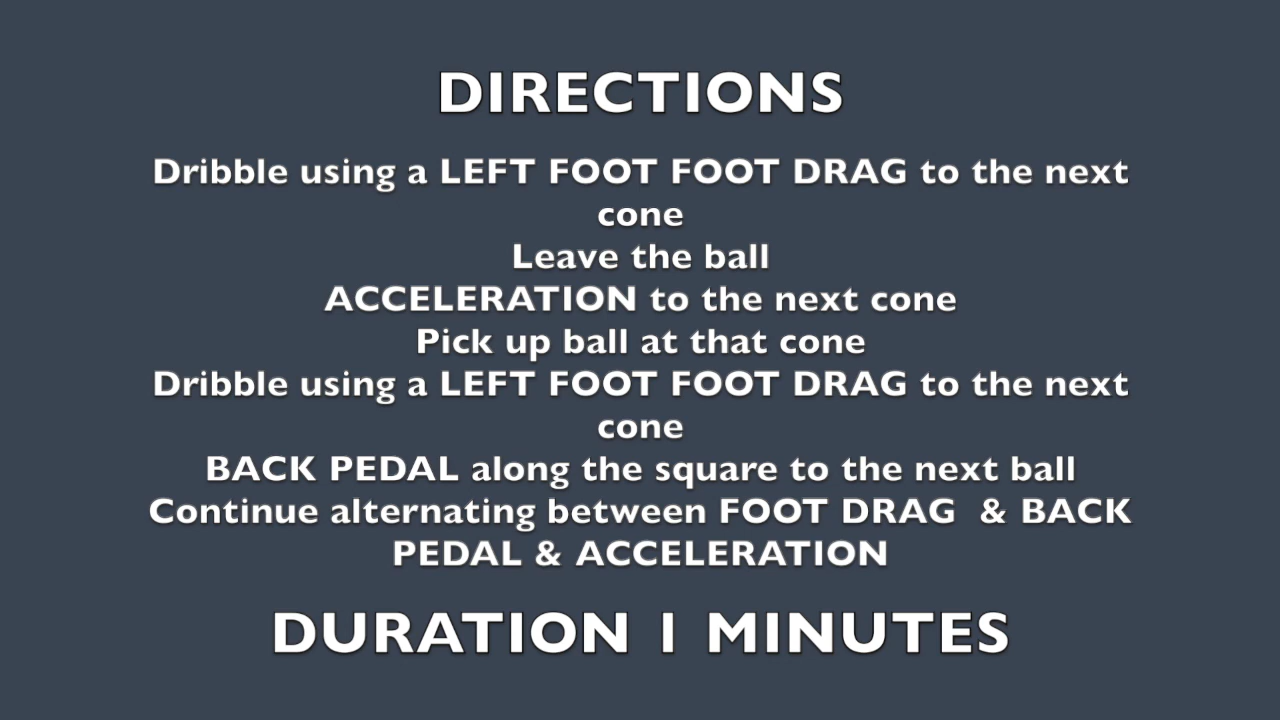 DIRECTIONS
Dribble using a LEFT FOOT FOOT DRAG to the next
cone
Leave the ball
ACCELERATION to the next cone
Pick up ball at that cone
Dribble using a LEFT FOOT FOOT DRAG to the next
cone
BACK PEDAL along the square to the next ball
Continue alternating between FOOT DRAG  & BACK
PEDAL & ACCELERATION
DURATION 1 MINUTES